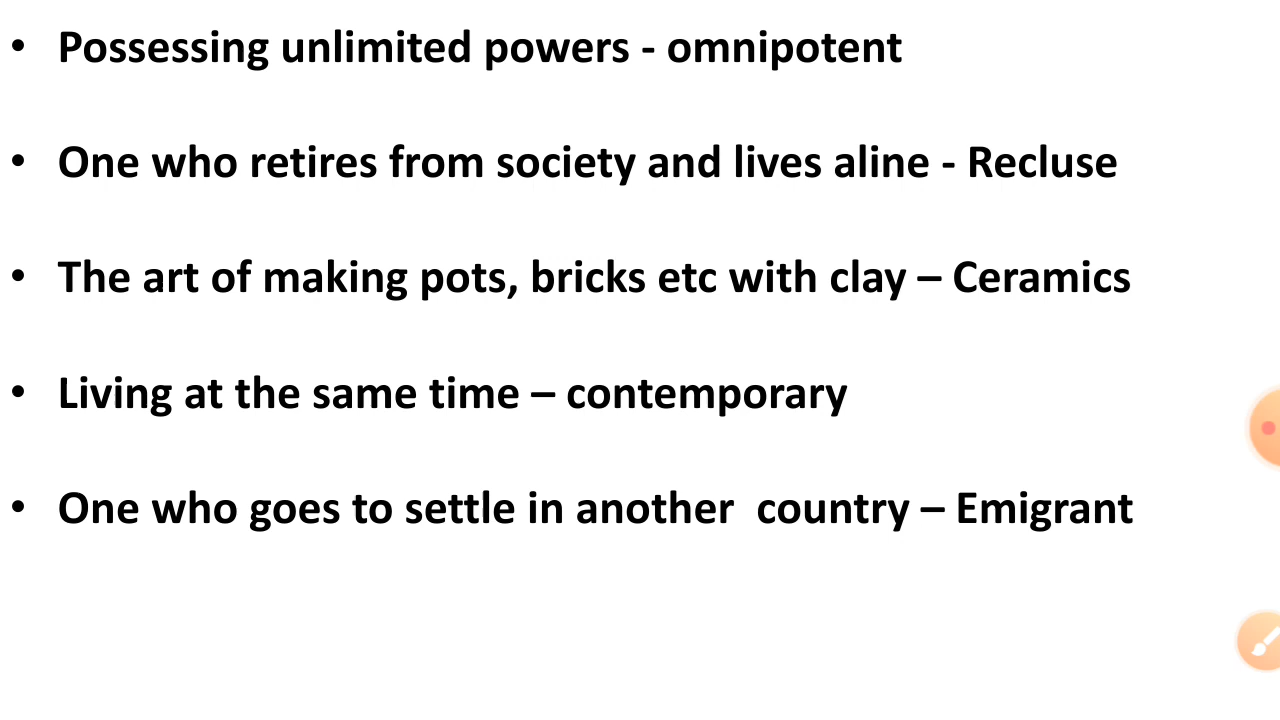 • Possessing unlimited powers - omnipotent
• One who retires from society and lives aline - Recluse
• The art of making pots, bricks etc with clay – Ceramics
• Living at the same time – contemporary
• One who goes to settle in another  country – Emigrant